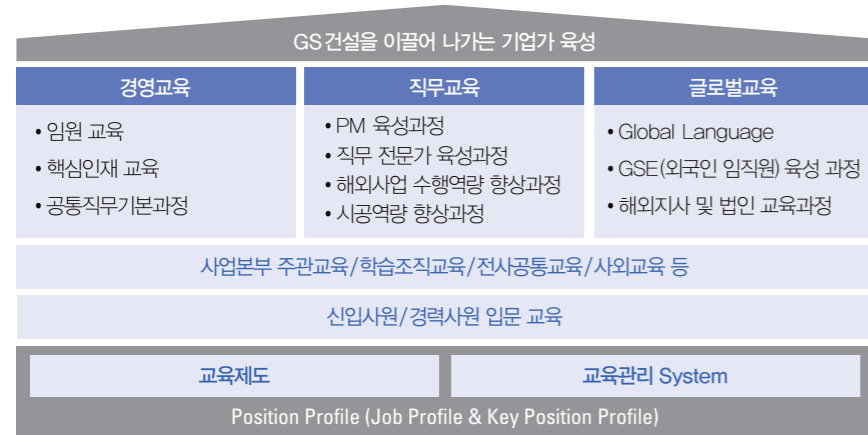 GS건설을 이끌어 나가는 기업가 육성
경영교육
• 임원 교육
• 핵심인재 교육
• 공통직무기본과정
직무교육
• PM 육성과정
• 직무 전문가 육성과정
• 해외사업 수행역량 향상과정
• 시공역량 향상과정
글로벌교육
• Global Language
• GSE(외국인 임직원) 육성 과정
• 해외지사 및 법인 교육과정
사업본부 주관교육/학습조직교육/전사공통교육/사외교육 등
신입사원/경력사원 입문 교육
교육제도
교육관리 System
Position Profile (Job Profile & Key Position Profile)